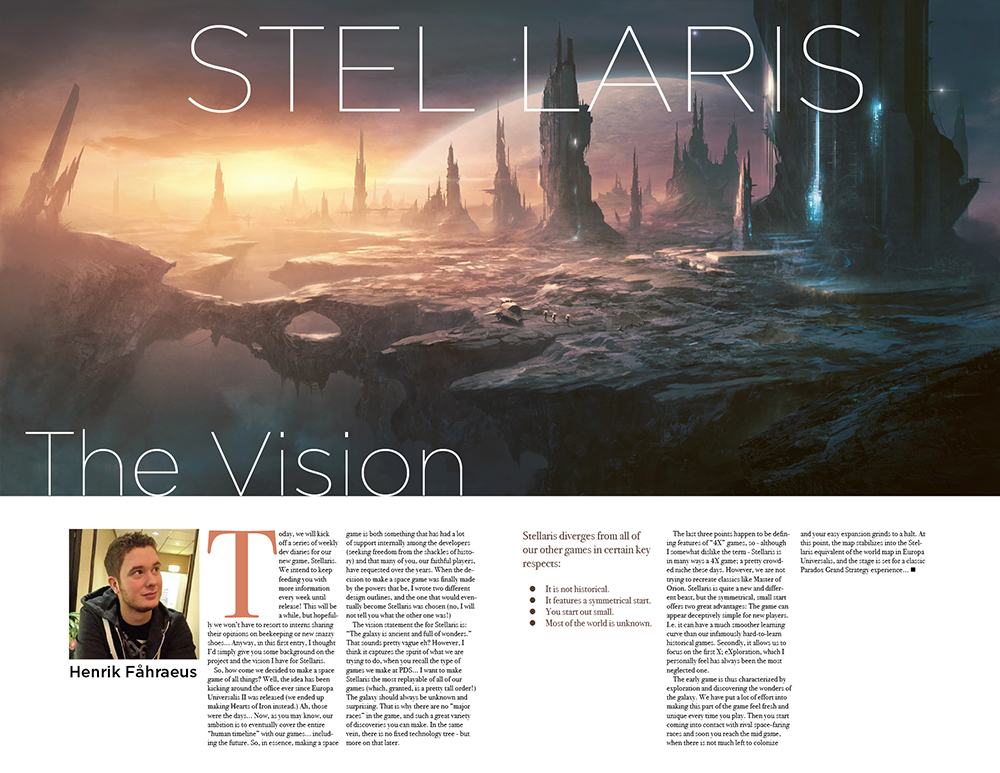 STELLARIS
The Vision
Henrik Fåhraeus
Today, we will kick
off a series of weekly
dev diaries for our
new game, Stellaris.
We intend to keep
feeding you with
more information
every week until
release! This will be
a while, but hopeful-
ly we won't have to resort to interns sharing
their opinions on beekeeping or new snazzy
shoes... Anyway, in this first entry, I thought
I'd simply give you some background on the
project and the vision I have for Stellaris.
So, how come we decided to make a space
game of all things? Well, the idea has been
kicking around the office ever since Europa
Universalis II was released (we ended up
making Hearts of Iron instead.) Ah, those
were the days... Now, as you may know, our
ambition is to eventually cover the entire
"human timeline" with our games... includ-
ing the future. So, in essence, making a space
game is both something that has had a lot
of support internally among the developers
(seeking freedom from the shackles of histo-
ry) and that many of you, our faithful players,
have requested over the years. When the de-
cision to make a space game was finally made
by the powers that be, I wrote two different
design outlines, and the one that would even-
tually become Stellaris was chosen (no, I will
not tell you what the other one was!)
The vision statement the for Stellaris is:
"The galaxy is ancient and full of wonders."
That sounds pretty vague eh? However, I
think it captures the spirit of what we are
trying to do, when you recall the type of
games we make at PDS... I want to make
Stellaris the most replayable of all of our
games (which, granted, is a pretty tall order!)
The galaxy should always be unknown and
surprising. That is why there are no "major
races" in the game, and such a great variety
of discoveries you can make. In the same
vein, there is no fixed technology tree - but
more on that later.
Stellaris diverges from all of
our other games in certain key
respects:
● It is not historical.
● It features a symmetrical start.
● You start out small.
● Most of the world is unknown.
The last three points happen to be defin-
ing features of "4X" games, so - although
I somewhat dislike the term - Stellaris is
in many ways a 4X game; a pretty crowd-
ed niche these days. However, we are not
trying to recreate classics like Master of
Orion. Stellaris is quite a new and differ-
ent beast, but the symmetrical, small start
offers two great advantages: The game can
appear deceptively simple for new players.
I.e. it can have a much smoother learning
curve than our infamously hard-to-learn
historical games. Secondly, it allows us to
focus on the first X; eXploration, which I
personally feel has always been the most
neglected one.
The early game is thus characterized by
exploration and discovering the wonders of
the galaxy. We have put a lot of effort into
making this part of the game feel fresh and
unique every time you play. Then you start
coming into contact with rival space-faring
races and soon you reach the mid game,
when there is not much left to colonize
and your easy expansion grinds to a halt. At
this point, the map stabilizes into the Stel-
laris equivalent of the world map in Europa
Universalis, and the stage is set for a classic
Paradox Grand Strategy experience... ■